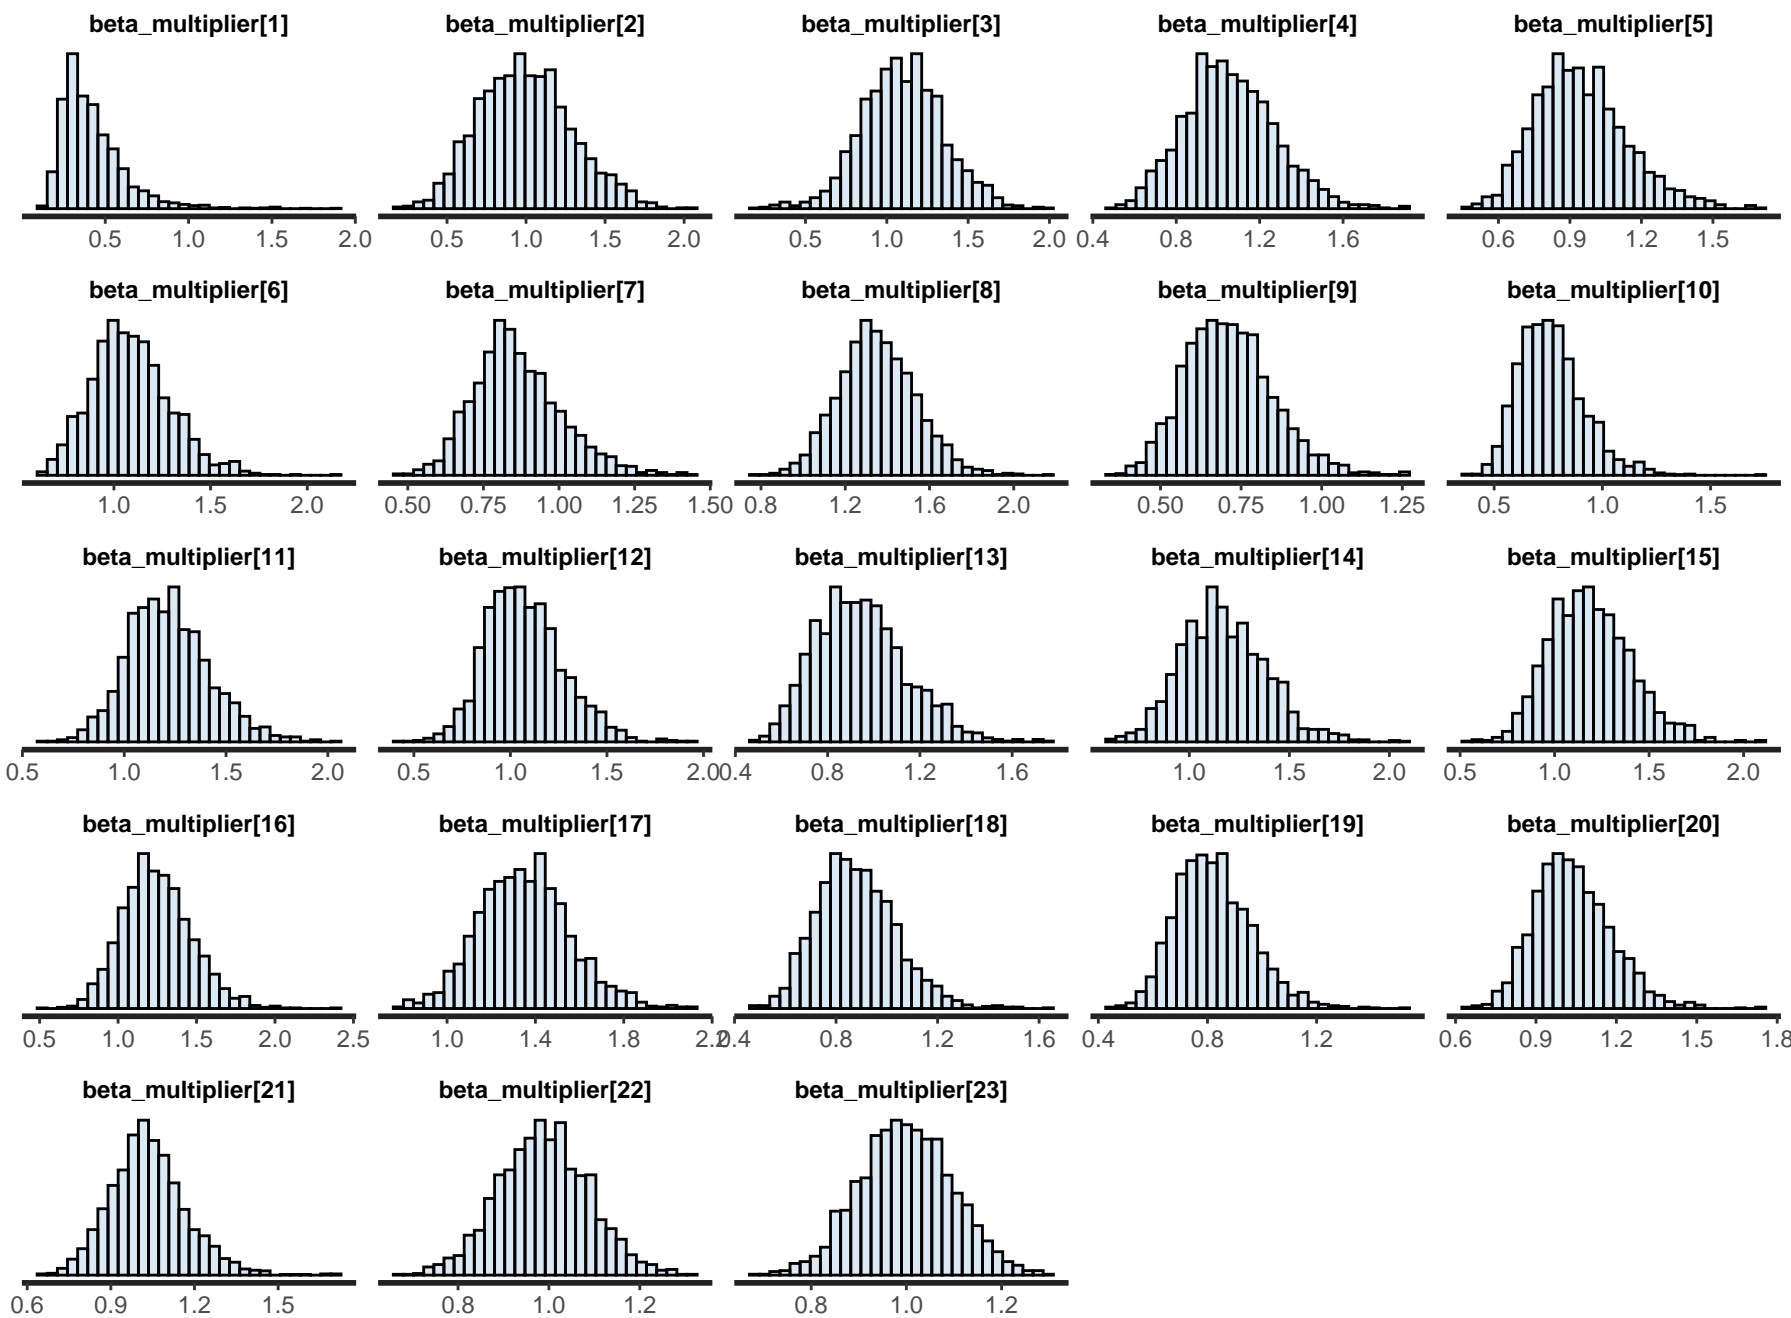 beta_multiplier[1] beta_multiplier[2] beta_multiplier[3] beta_multiplier[4] beta_multiplier[5]
0.5 1.0 1.5 2.0 0.5 1.0 1.5 2.0 0.5 1.0 1.5 2.0 0.4 0.8 1.2 1.6 0.6 0.9 1.2 1.5
beta_multiplier[6] beta_multiplier[7] beta_multiplier[8] beta_multiplier[9] beta_multiplier[10]
1.0 1.5 2.0 0.50 0.75 1.00 1.25 1.50 0.8 1.2 1.6 2.0 0.50 0.75 1.00 1.25 0.5 1.0 1.5
beta_multiplier[11] beta_multiplier[12] beta_multiplier[13] beta_multiplier[14] beta_multiplier[15]
0.5 1.0 1.5 2.0 0.5 1.0 1.5 2.0 0.4 0.8 1.2 1.6 1.0 1.5 2.0 0.5 1.0 1.5 2.0
beta_multiplier[16] beta_multiplier[17] beta_multiplier[18] beta_multiplier[19] beta_multiplier[20]
0.5 1.0 1.5 2.0 2.5 1.0 1.4 1.8 2.2 0.4 0.8 1.2 1.6 0.4 0.8 1.2 0.6 0.9 1.2 1.5 1.8
beta_multiplier[21] beta_multiplier[22] beta_multiplier[23]
0.6 0.9 1.2 1.5 0.8 1.0 1.2 0.8 1.0 1.2